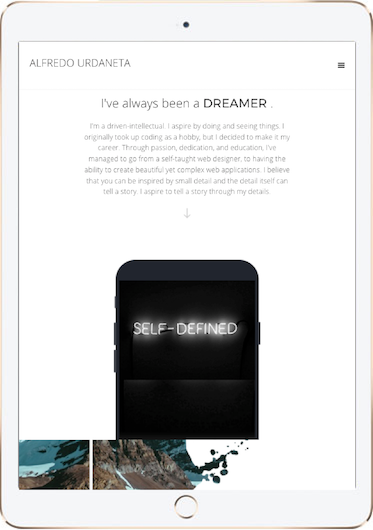 ALFREDO URDANETA
I've always been a DREAMER .
I'm a driven-intellectual. I aspire by doing and seeing things. I
originally took up coding as a hobby, but I decided to make it my
career. Through passion, dedication, and education, I've
managed to go from a self-taught web designer, to having the
ability to create beautiful yet complex web applications. I believe
that you can be inspired by small detail and the detail itself can
tell a story. I aspire to tell a story through my details.
SELF-DEFINED